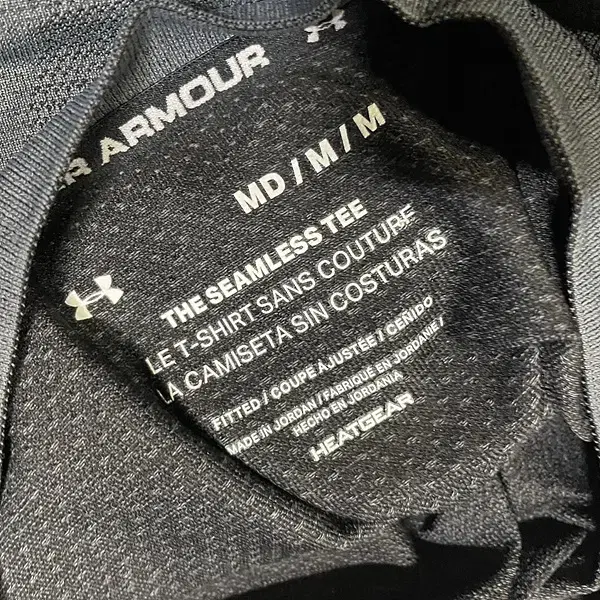 ER ARMOUR
MD / M / M
THE SEAMLESS TEE
LE T-SHIRT SANS COUTURE
LA CAMISETA SIN COSTURAS
FITTED / COUPE AJUSTÉE / CEÑIDO
MADE IN JORDAN / FABRIQUÉ EN JORDANIE /
HECHO EN JORDANIA
HEATGEAR